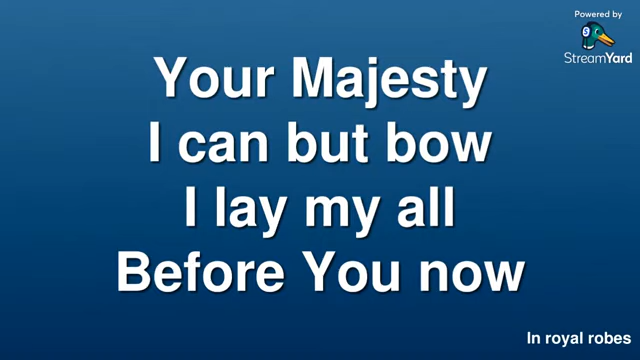 Powered by
StreamYard
Your Majesty
I can but bow
I lay my all
Before You now
In royal robes